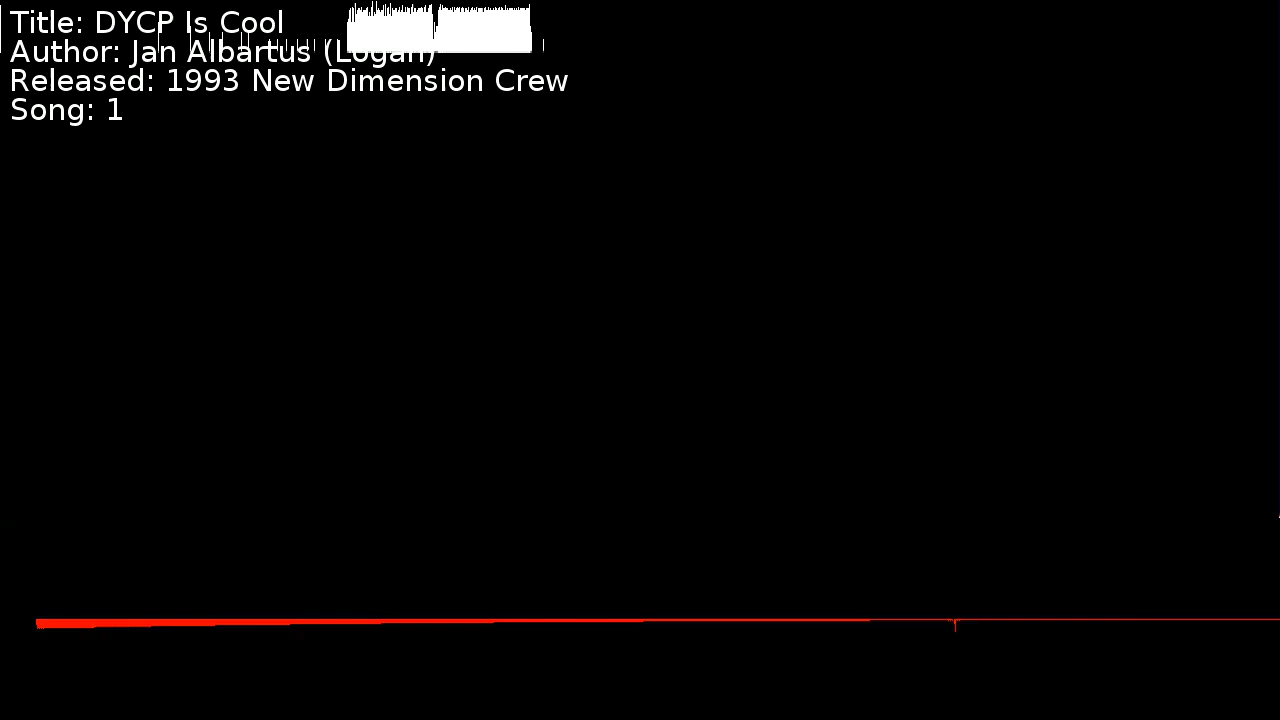 Title: DYCP Is Cool
Author: Jan Albartus (Logan)
Released: 1993 New Dimension Crew
Song: 1